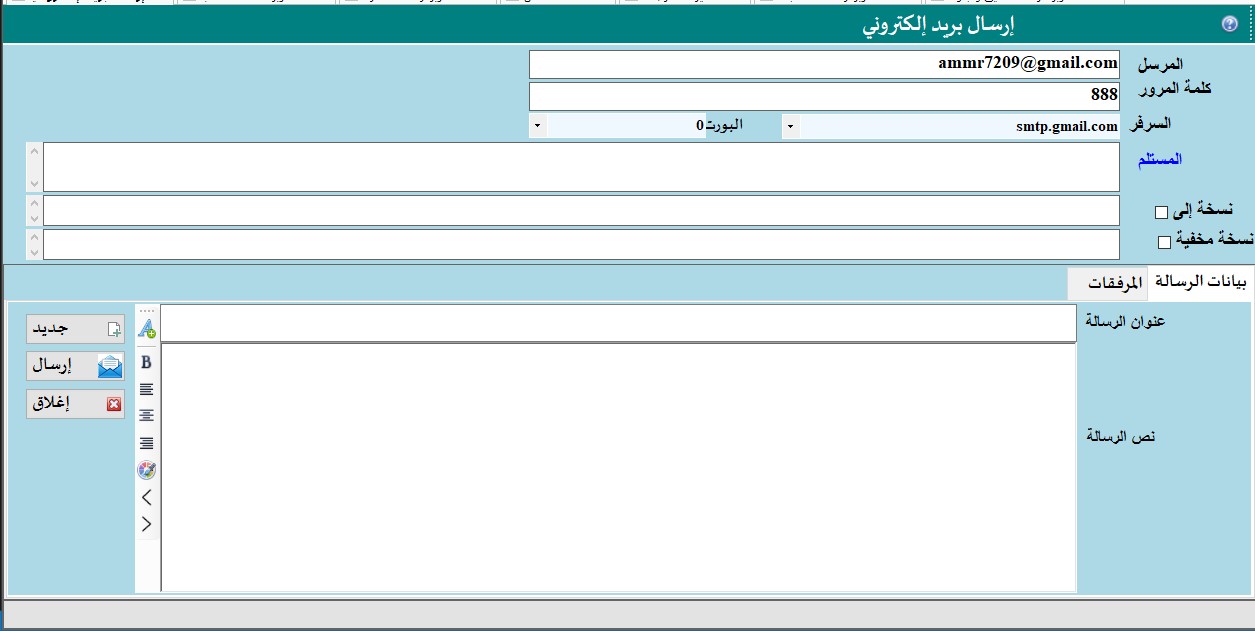 إرسال بريد إلكتروني
المرسل ammr7209@gmail.com
كلمة المرور 888
السرفر smtp.gmail.com البورت 0
المستلم
نسخة إلى
نسخة مخفية
بيانات الرسالة المرفقات
عنوان الرسالة
نص الرسالة
جديد
إرسال
إغلاق
B